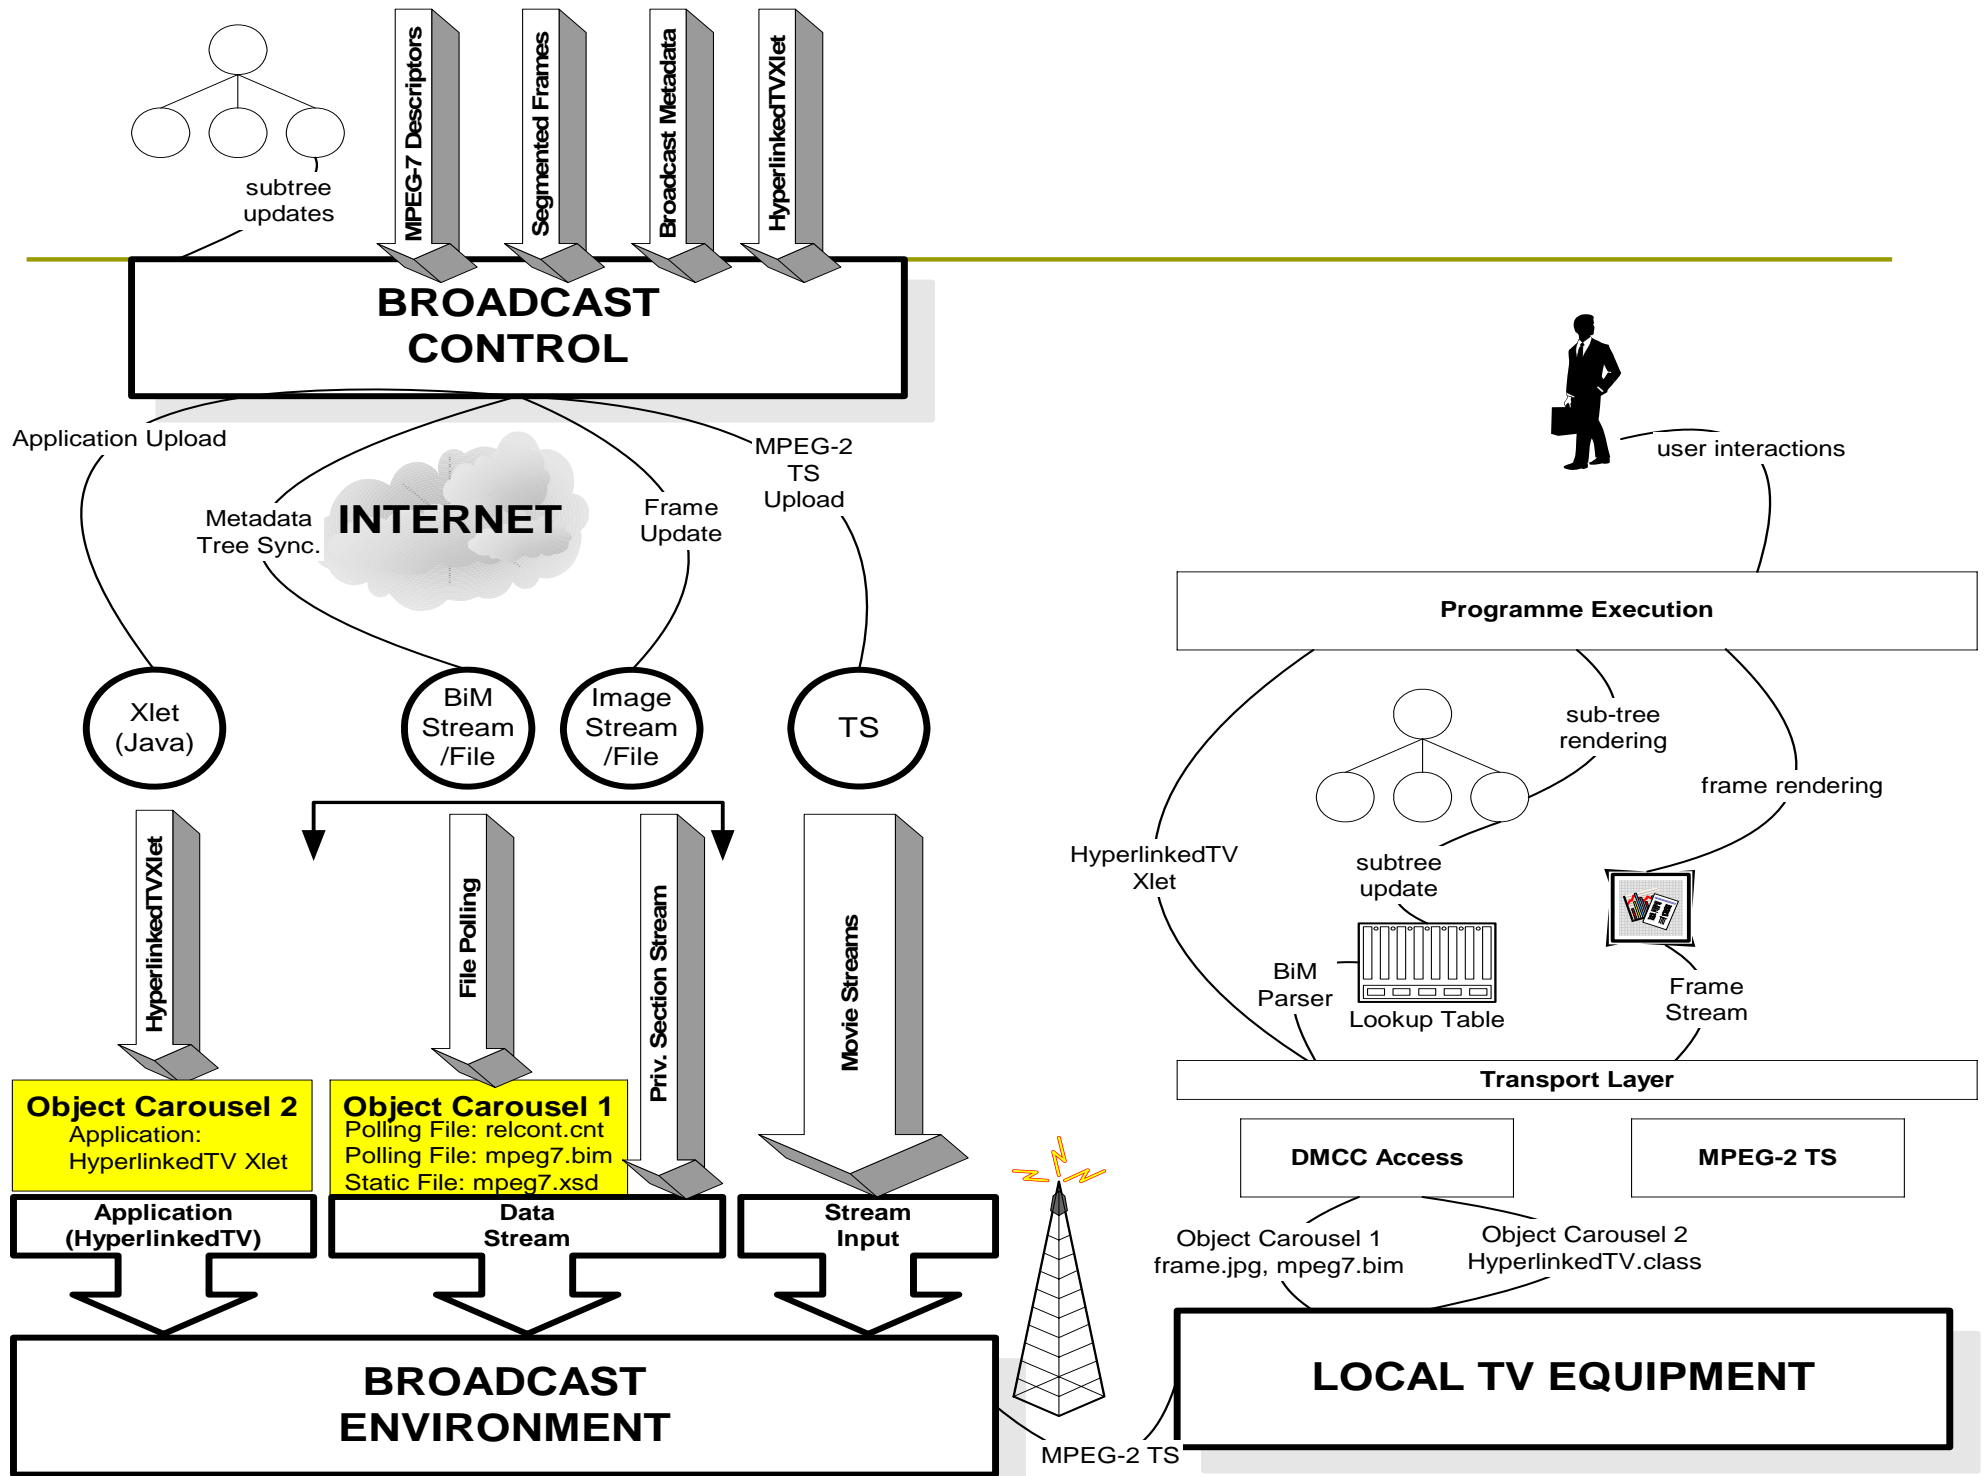 MPEG-7 Descriptors
Segmented Frames
Broadcast Metadata
HyperlinkedTVXlet
subtree
updates
BROADCAST
CONTROL
Application Upload
Metadata
Tree Sync.
INTERNET
Frame
Update
MPEG-2
TS
Upload
Xlet
(Java)
BiM
Stream
/File
Image
Stream
/File
TS
HyperlinkedTVXlet
File Polling
Priv. Section Stream
Movie Streams
Object Carousel 2
Application:
HyperlinkedTV Xlet
Object Carousel 1
Polling File: relcont.cnt
Polling File: mpeg7.bim
Static File: mpeg7.xsd
Application
(HyperlinkedTV)
Data
Stream
Stream
Input
BROADCAST
ENVIRONMENT
MPEG-2 TS
user interactions
Programme Execution
sub-tree
rendering
frame rendering
HyperlinkedTV
Xlet
subtree
update
BiM
Parser
Lookup Table
Frame
Stream
Transport Layer
DMCC Access
MPEG-2 TS
Object Carousel 1
frame.jpg, mpeg7.bim
Object Carousel 2
HyperlinkedTV.class
LOCAL TV EQUIPMENT